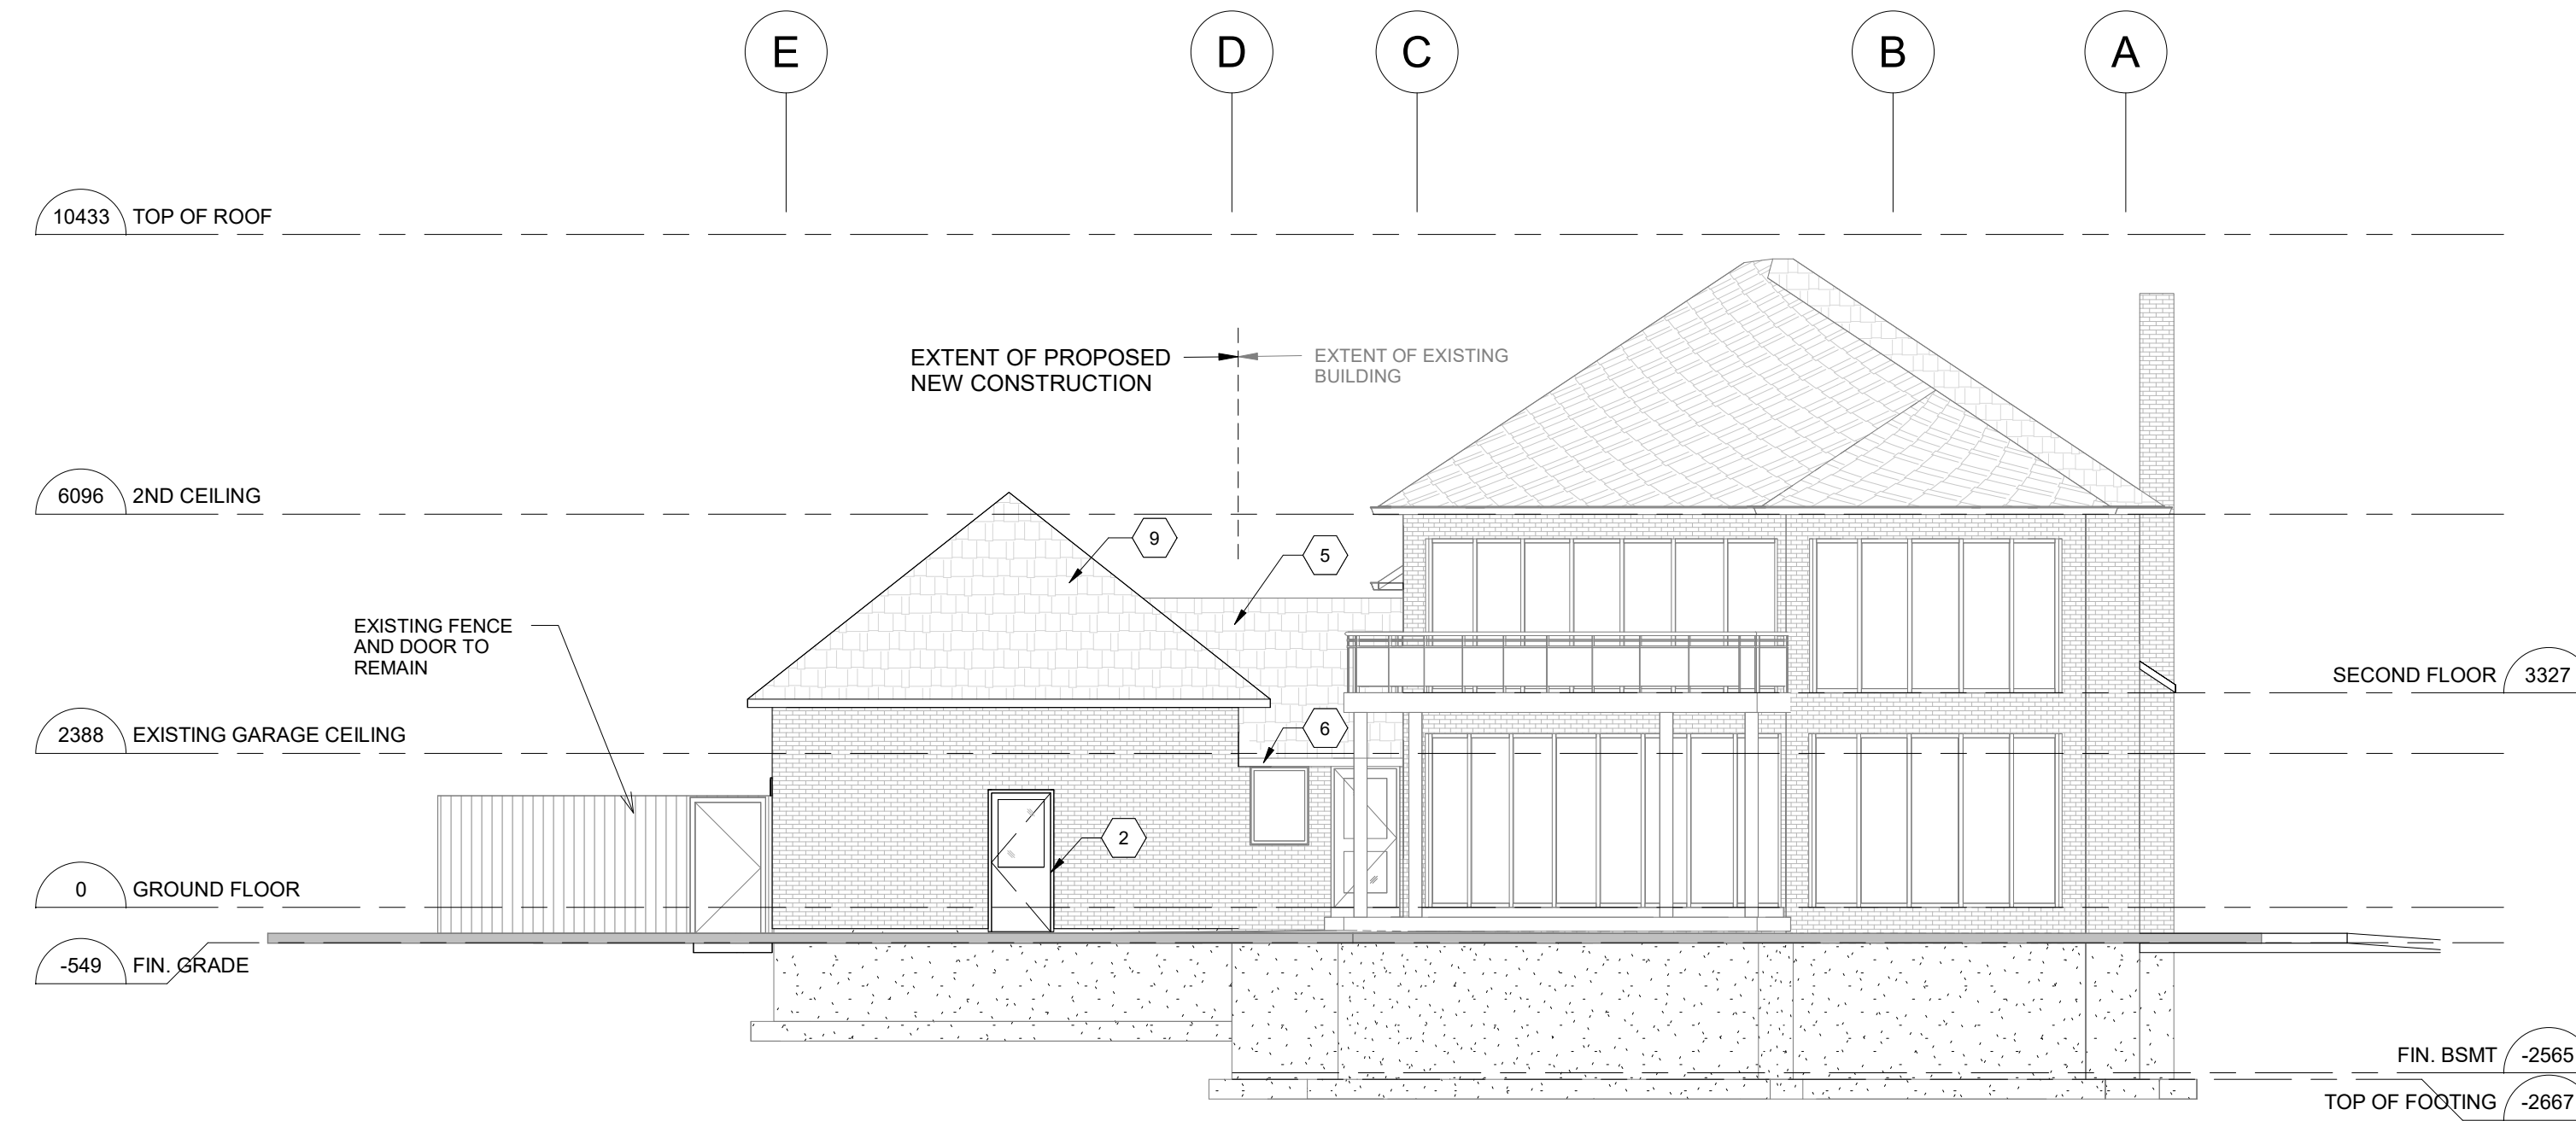 E
D
C
B
A
10433 TOP OF ROOF
EXTENT OF PROPOSED
NEW CONSTRUCTION
EXTENT OF EXISTING
BUILDING
6096 2ND CEILING
9
5
EXISTING FENCE
AND DOOR TO
REMAIN
SECOND FLOOR 3327
2388 EXISTING GARAGE CEILING
6
2
0 GROUND FLOOR
-549 FIN. GRADE
FIN. BSMT -2565
TOP OF FOOTING -2667